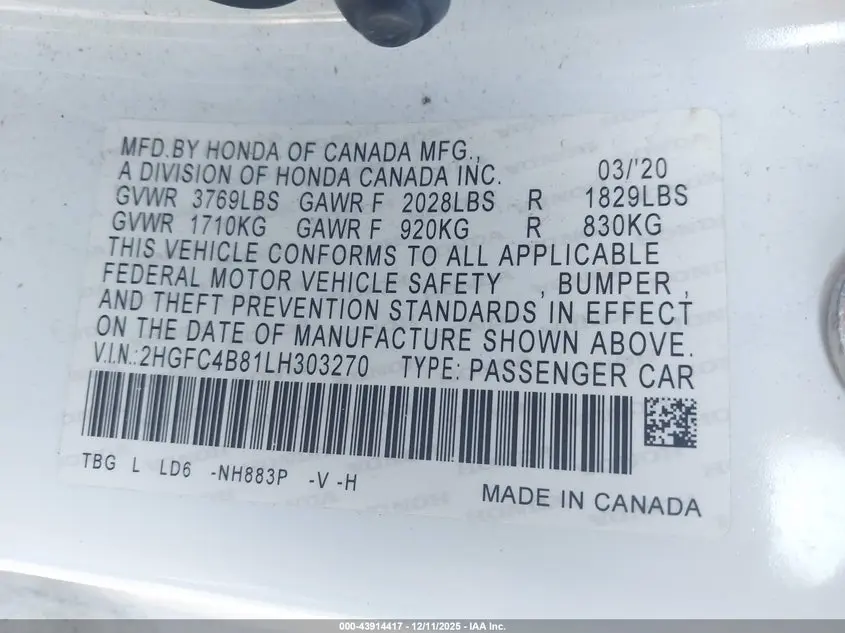 MFD.BY HONDA OF CANADA MFG.,
A DIVISION OF HONDA CANADA INC. 03/'20
GVWR 3769LBS GAWR F 2028LBS R 1829LBS
GVWR 1710KG GAWR F 920KG R 830KG
THIS VEHICLE CONFORMS TO ALL APPLICABLE
FEDERAL MOTOR VEHICLE SAFETY , BUMPER ,
AND THEFT PREVENTION STANDARDS IN EFFECT
ON THE DATE OF MANUFACTURE SHOWN ABOVE.
V.I.N.:2HGFC4B81LH303270 TYPE: PASSENGER CAR
TBG L LD6 -NH883P -V -H
MADE IN CANADA
000-43914417 - 12/11/2025 - IAA Inc.